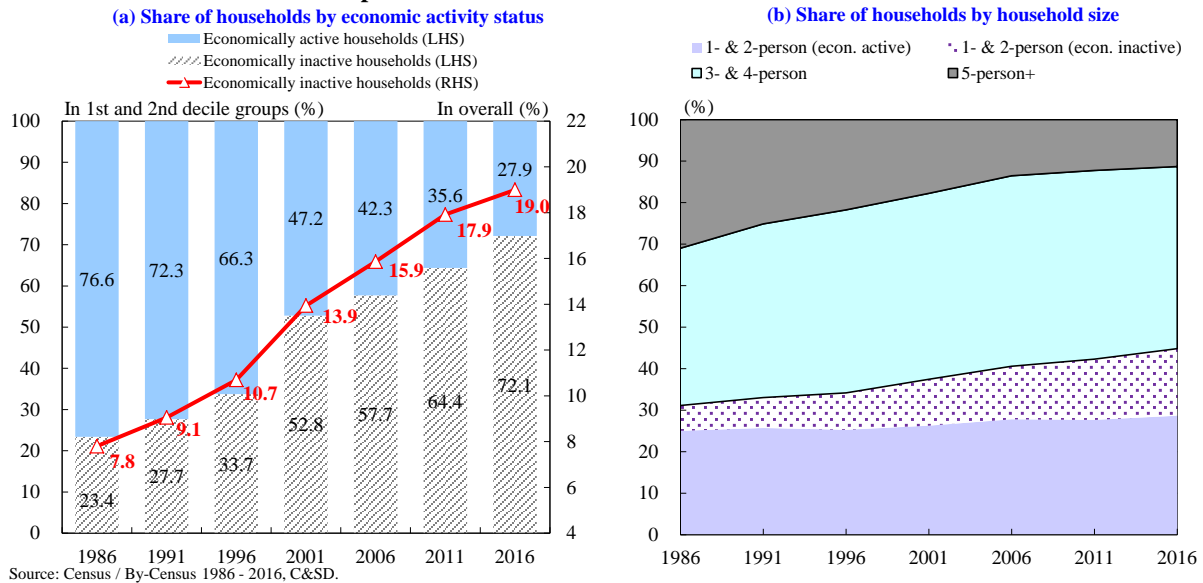 (a) Share of households by economic activity status
Economically active households (LHS)
Economically inactive households (LHS)
Economically inactive households (RHS)
In 1st and 2nd decile groups (%) In overall (%)
100 90 80 70 60 50 40 30 20 10 0
22 20 18 16 14 12 10 8 6 4
76.6 72.3 66.3 47.2 42.3 35.6 27.9
7.8 9.1 10.7 13.9 15.9 17.9 19.0
23.4 27.7 33.7 52.8 57.7 64.4 72.1
1986 1991 1996 2001 2006 2011 2016
Source: Census / By-Census 1986 - 2016, C&SD.
(b) Share of households by household size
1- & 2-person (econ. active) 1- & 2-person (econ. inactive)
3- & 4-person 5-person+
(%)
100 90 80 70 60 50 40 30 20 10 0
1986 1991 1996 2001 2006 2011 2016